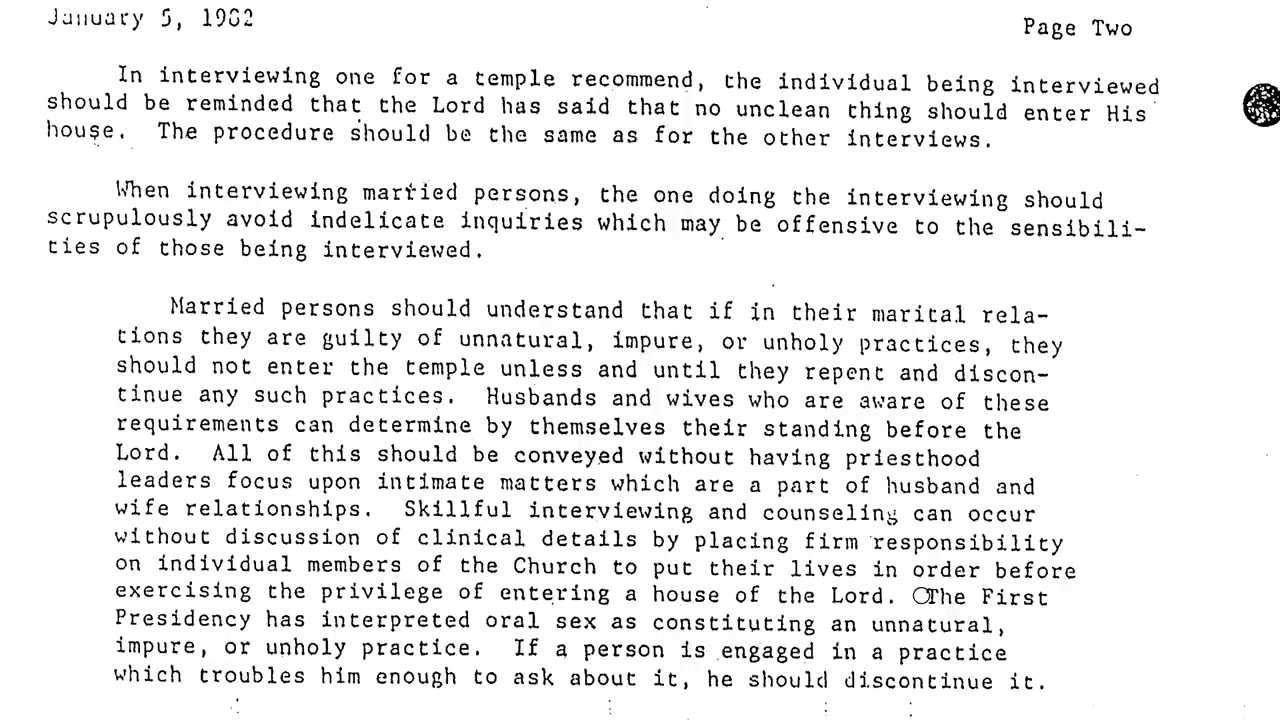 January 5, 1982
Page Two
In interviewing one for a temple recommend, the individual being interviewed
should be reminded that the Lord has said that no unclean thing should enter His
house. The procedure should be the same as for the other interviews.
When interviewing married persons, the one doing the interviewing should
scrupulously avoid indelicate inquiries which may be offensive to the sensibili-
ties of those being interviewed.
Married persons should understand that if in their marital rela-
tions they are guilty of unnatural, impure, or unholy practices, they
should not enter the temple unless and until they repent and discon-
tinue any such practices. Husbands and wives who are aware of these
requirements can determine by themselves their standing before the
Lord. All of this should be conveyed without having priesthood
leaders focus upon intimate matters which are a part of husband and
wife relationships. Skillful interviewing and counseling can occur
without discussion of clinical details by placing firm responsibility
on individual members of the Church to put their lives in order before
exercising the privilege of entering a house of the Lord. The First
Presidency has interpreted oral sex as constituting an unnatural,
impure, or unholy practice. If a person is engaged in a practice
which troubles him enough to ask about it, he should discontinue it.